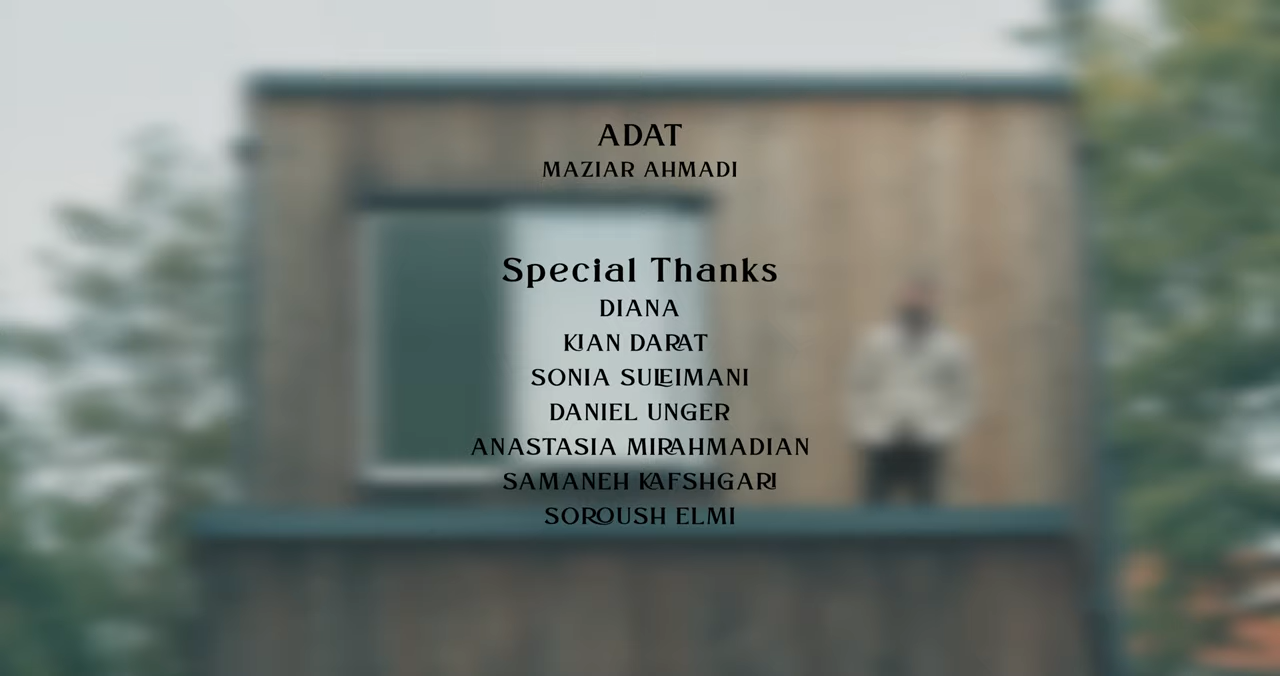 ADAT
MAZIAR AHMADI
Special Thanks
DIANA
KIAN DARAT
SONIA SULEIMANI
DANIEL UNGER
ANASTASIA MIRAHMADIAN
SAMANEH KAFSHGARI
SOROUSH ELMI